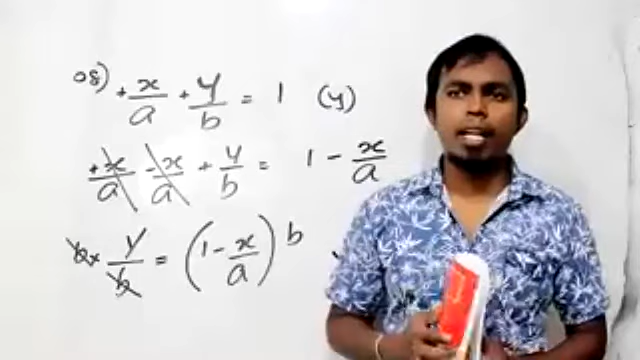 08) + x/a + y/b = 1 (y)
+x/a - x/a + y/b = 1 - x/a
b × y/b = (1 - x/a) b